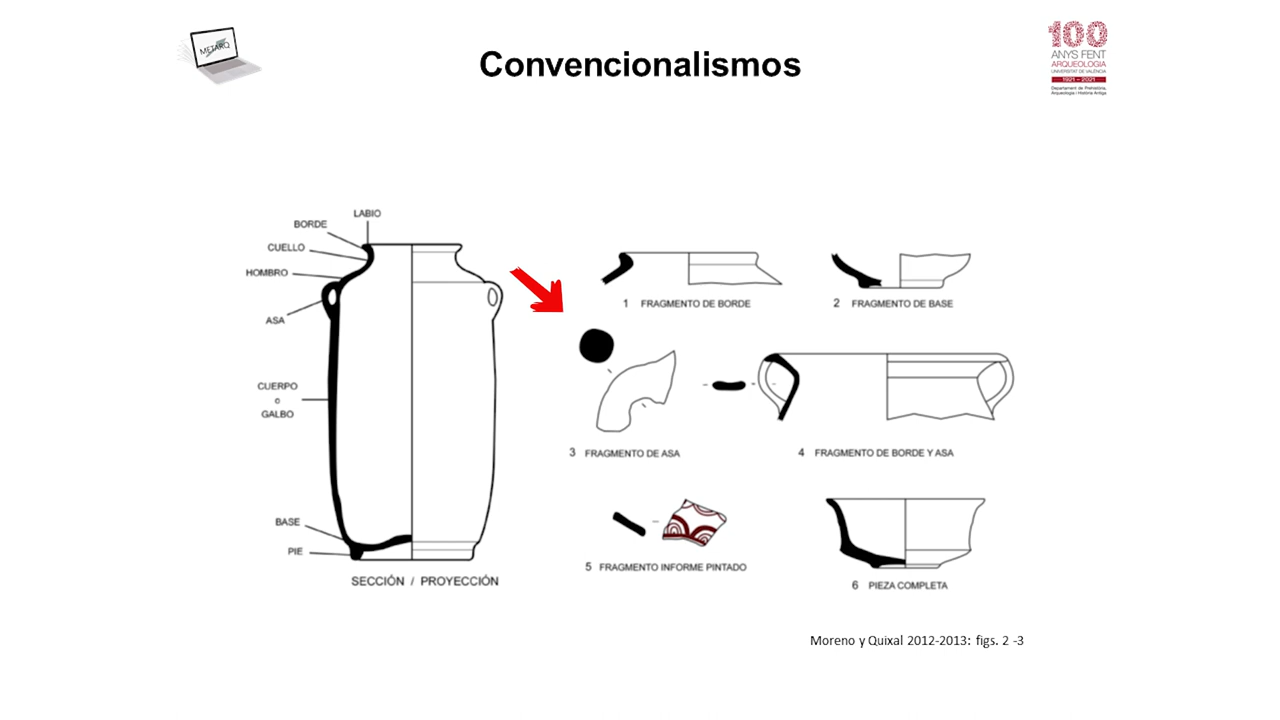 METARQ
Convencionalismos
100
ANYS FENT
ARQUEOLOGIA
UNIVERSITAT DE VALÈNCIA
1921 - 2021
Departament de Prehistòria,
Arqueologia i Història Antiga
LABIO
BORDE
CUELLO
HOMBRO
ASA
CUERPO
o
GALBO
BASE
PIE
SECCIÓN / PROYECCIÓN
1 FRAGMENTO DE BORDE
2 FRAGMENTO DE BASE
3 FRAGMENTO DE ASA
4 FRAGMENTO DE BORDE Y ASA
5 FRAGMENTO INFORME PINTADO
6 PIEZA COMPLETA
Moreno y Quixal 2012-2013: figs. 2 -3